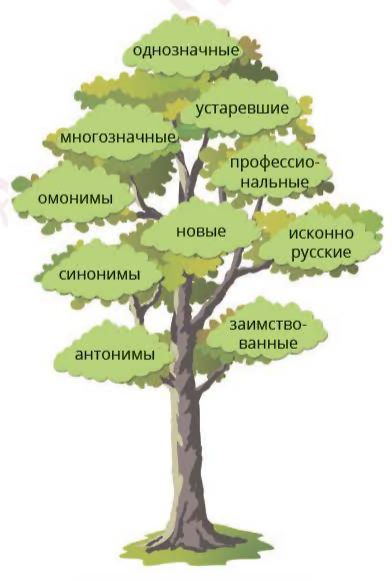 однозначные
устаревшие
многозначные
профессио-
нальные
омонимы
новые
исконно
русские
синонимы
заимство-
ванные
антонимы